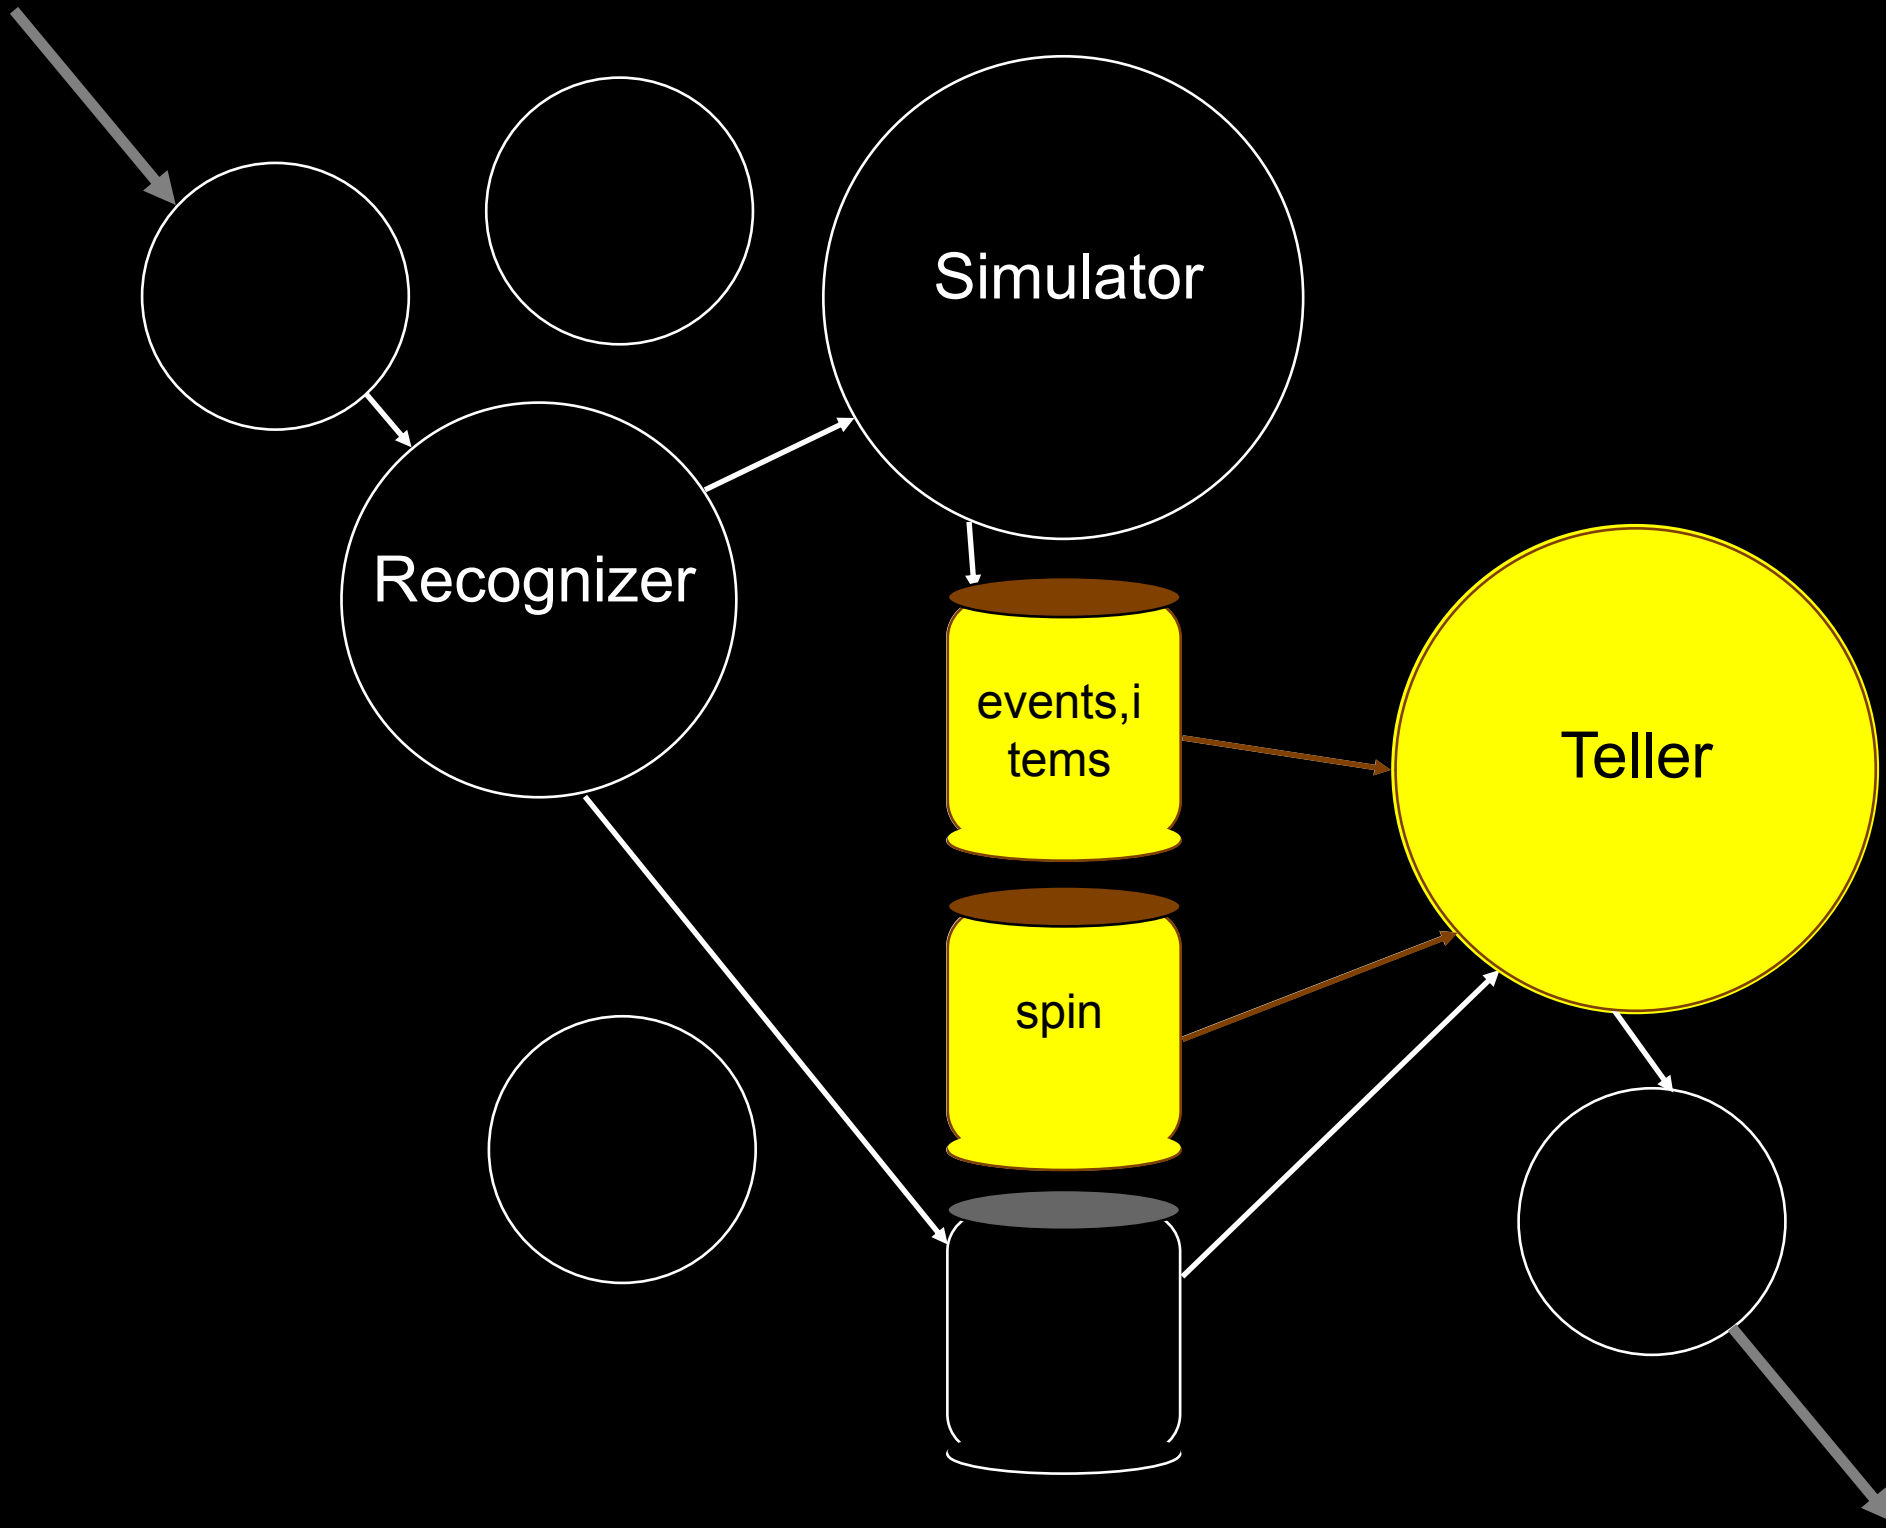 Simulator
Recognizer
events,i
tems
Teller
spin